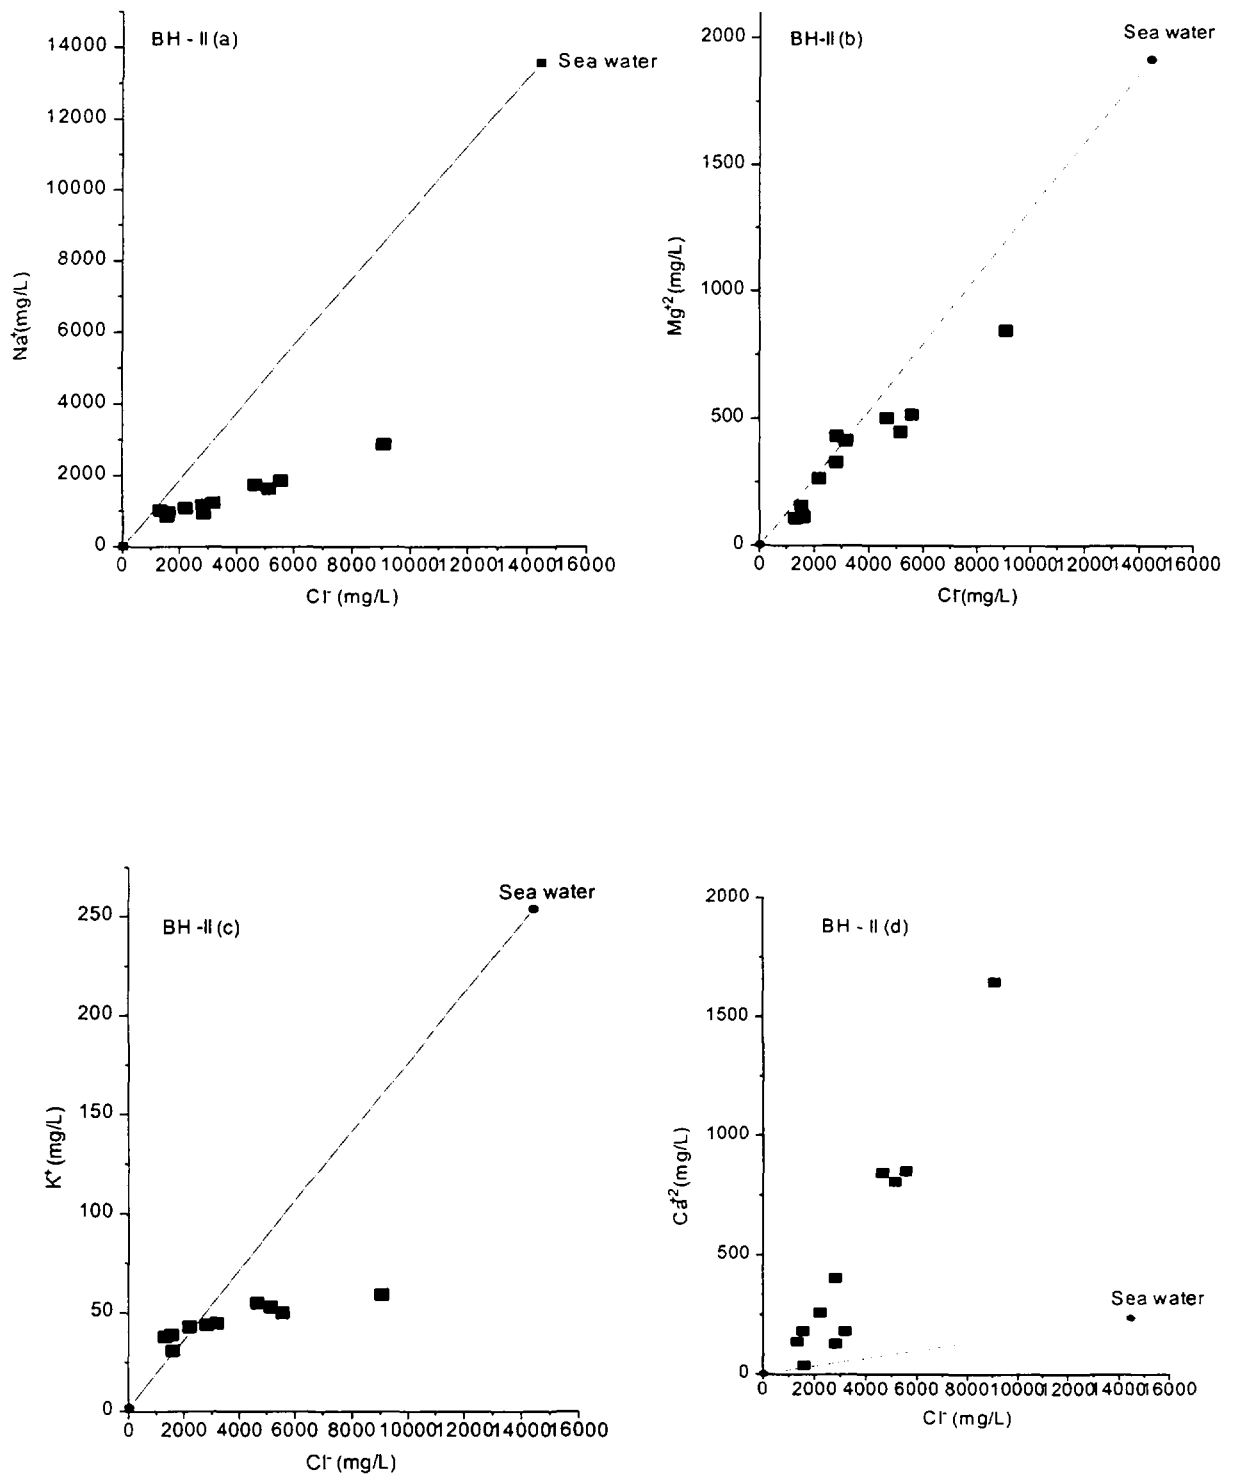 BH - II (a)
Sea water
14000
12000
10000
8000
6000
4000
2000
0
Na⁺(mg/L)
0 2000 4000 6000 8000 10000 12000 14000 16000
Cl⁻ (mg/L)
BH-II (b)
Sea water
2000
1500
1000
500
0
Mg⁺²(mg/L)
0 2000 4000 6000 8000 10000 12000 14000 16000
Cl⁻(mg/L)
BH -II (c)
Sea water
250
200
150
100
50
0
K⁺ (mg/L)
0 2000 4000 6000 8000 10000 12000 14000 16000
Cl⁻ (mg/L)
BH - II (d)
Sea water
2000
1500
1000
500
0
Ca⁺²(mg/L)
0 2000 4000 6000 8000 10000 12000 14000 16000
Cl⁻ (mg/L)